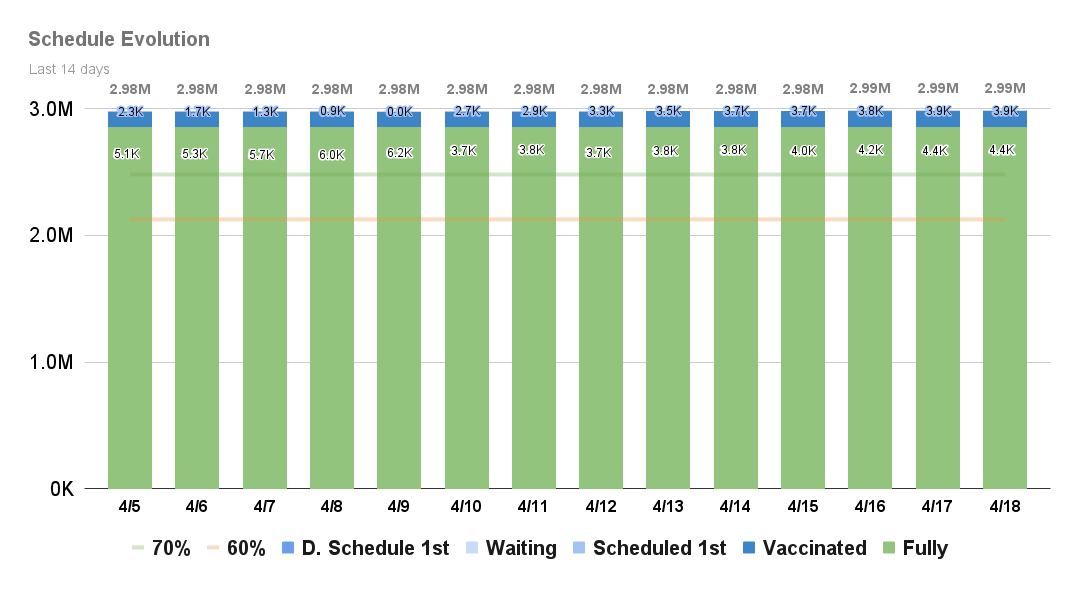 Schedule Evolution
Last 14 days
2.98M 2.98M 2.98M 2.98M 2.98M 2.98M 2.98M 2.98M 2.98M 2.98M 2.98M 2.99M 2.99M 2.99M
3.0M
2.3K 1.7K 1.3K 0.9K 0.0K 2.7K 2.9K 3.3K 3.5K 3.7K 3.7K 3.8K 3.9K 3.9K
5.1K 5.3K 5.7K 6.0K 6.2K 3.7K 3.8K 3.7K 3.8K 3.8K 4.0K 4.2K 4.4K 4.4K
2.0M
1.0M
0K
4/5 4/6 4/7 4/8 4/9 4/10 4/11 4/12 4/13 4/14 4/15 4/16 4/17 4/18
70% 60% D. Schedule 1st Waiting Scheduled 1st Vaccinated Fully